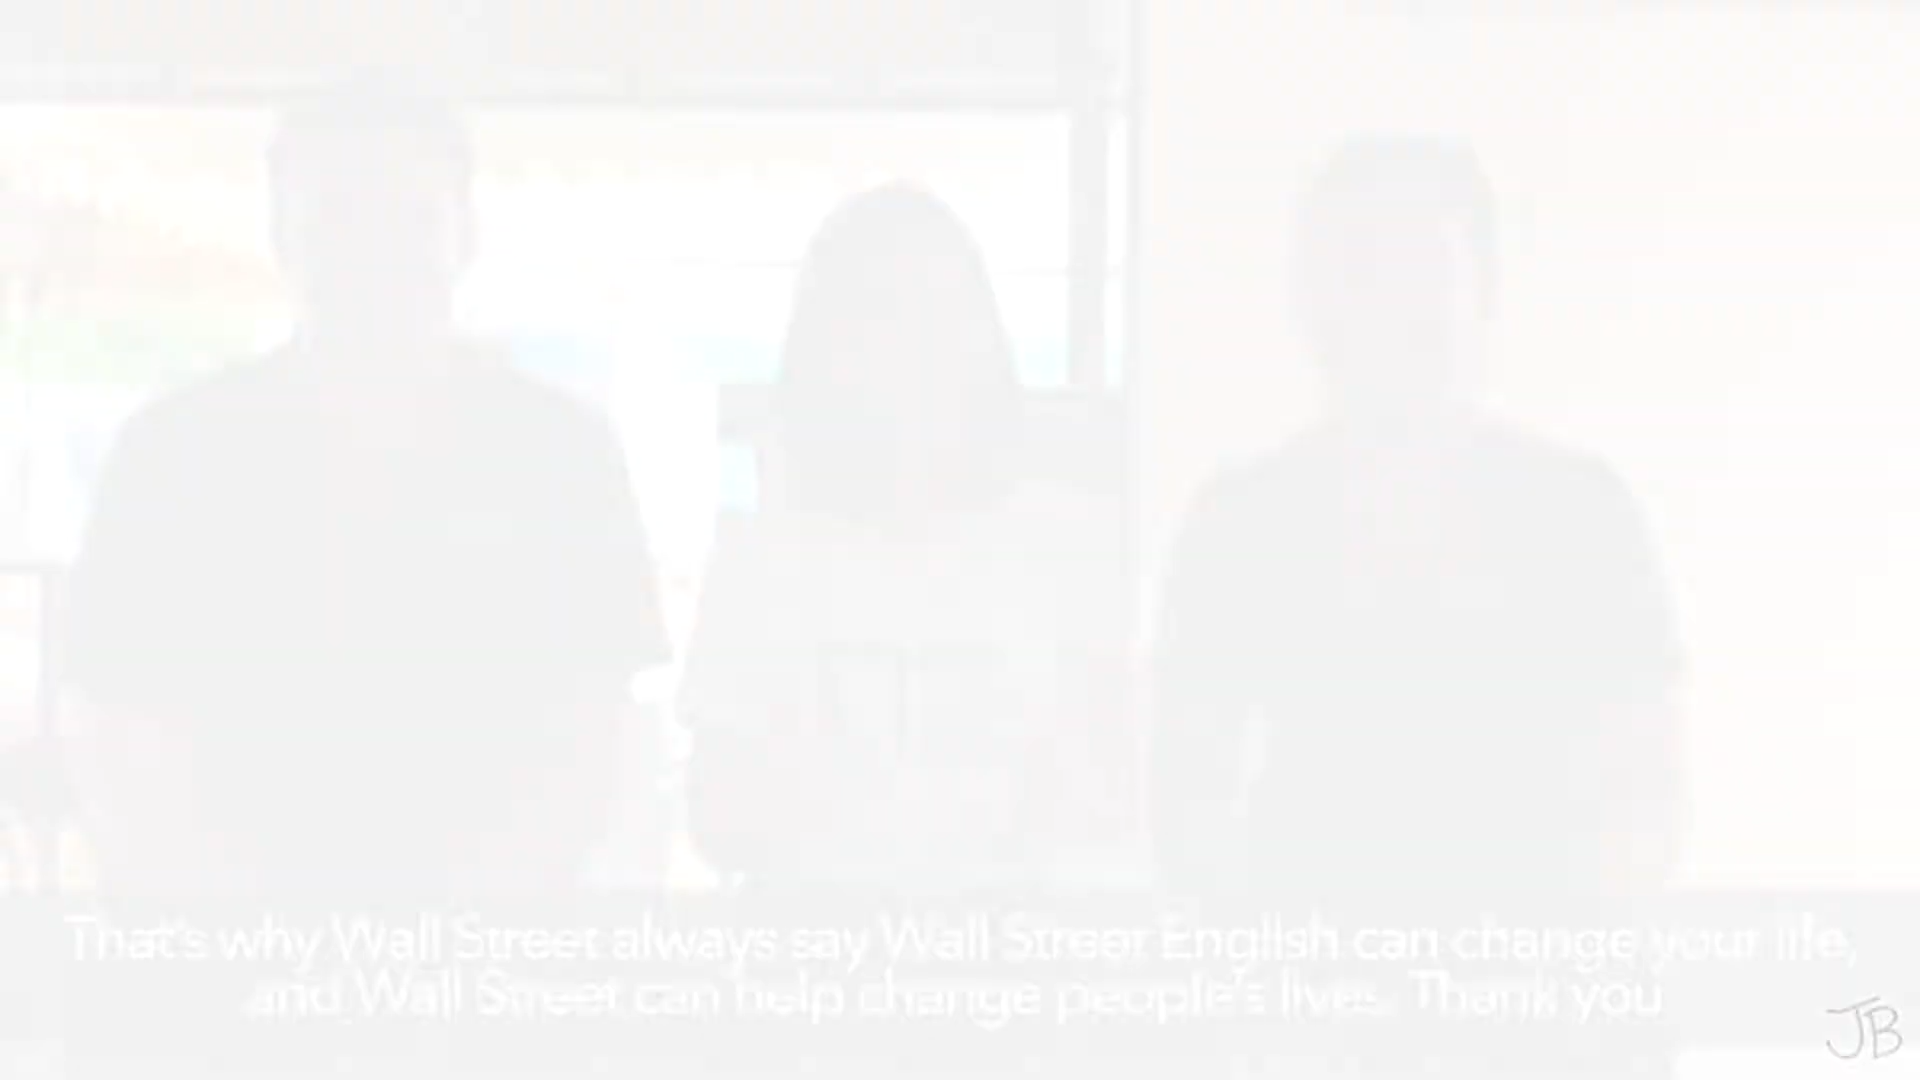 That's why Wall Street always say Wall Street English can change your life,
and Wall Street can help change people's lives. Thank you
JB